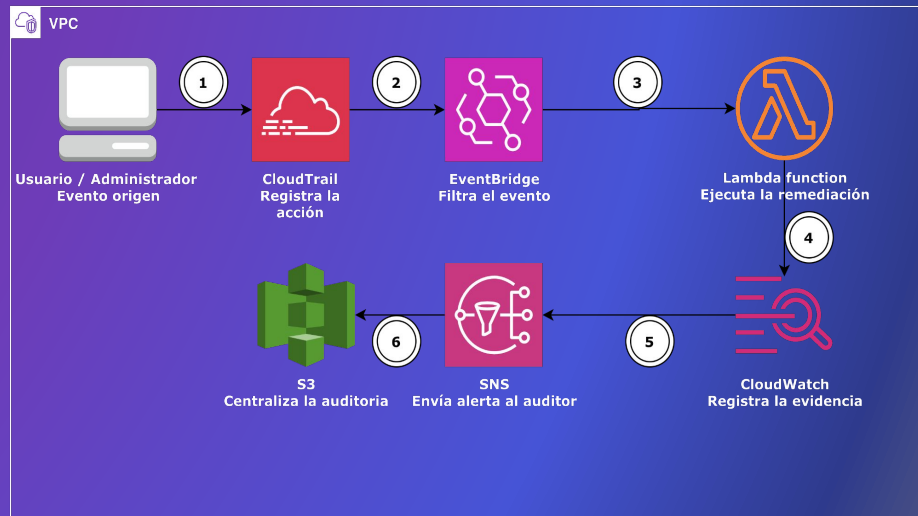 VPC
1
2
3
Usuario / Administrador
Evento origen
CloudTrail
Registra la
acción
EventBridge
Filtra el evento
Lambda function
Ejecuta la remediación
4
6
5
S3
Centraliza la auditoria
SNS
Envía alerta al auditor
CloudWatch
Registra la evidencia